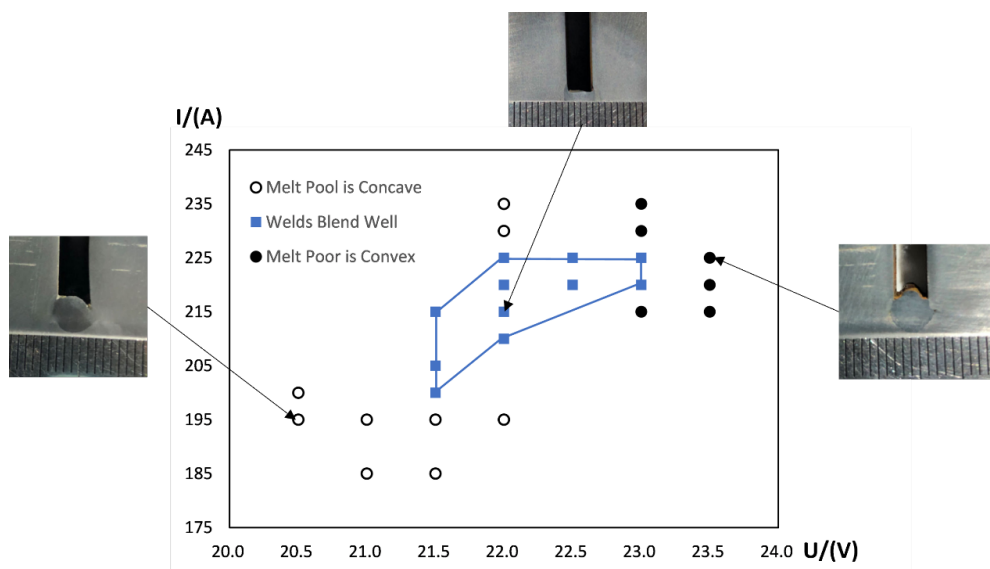 I/(A)
245
235
225
215
205
195
185
175
Melt Pool is Concave
Welds Blend Well
Melt Poor is Convex
20.0 20.5 21.0 21.5 22.0 22.5 23.0 23.5 24.0
U/(V)